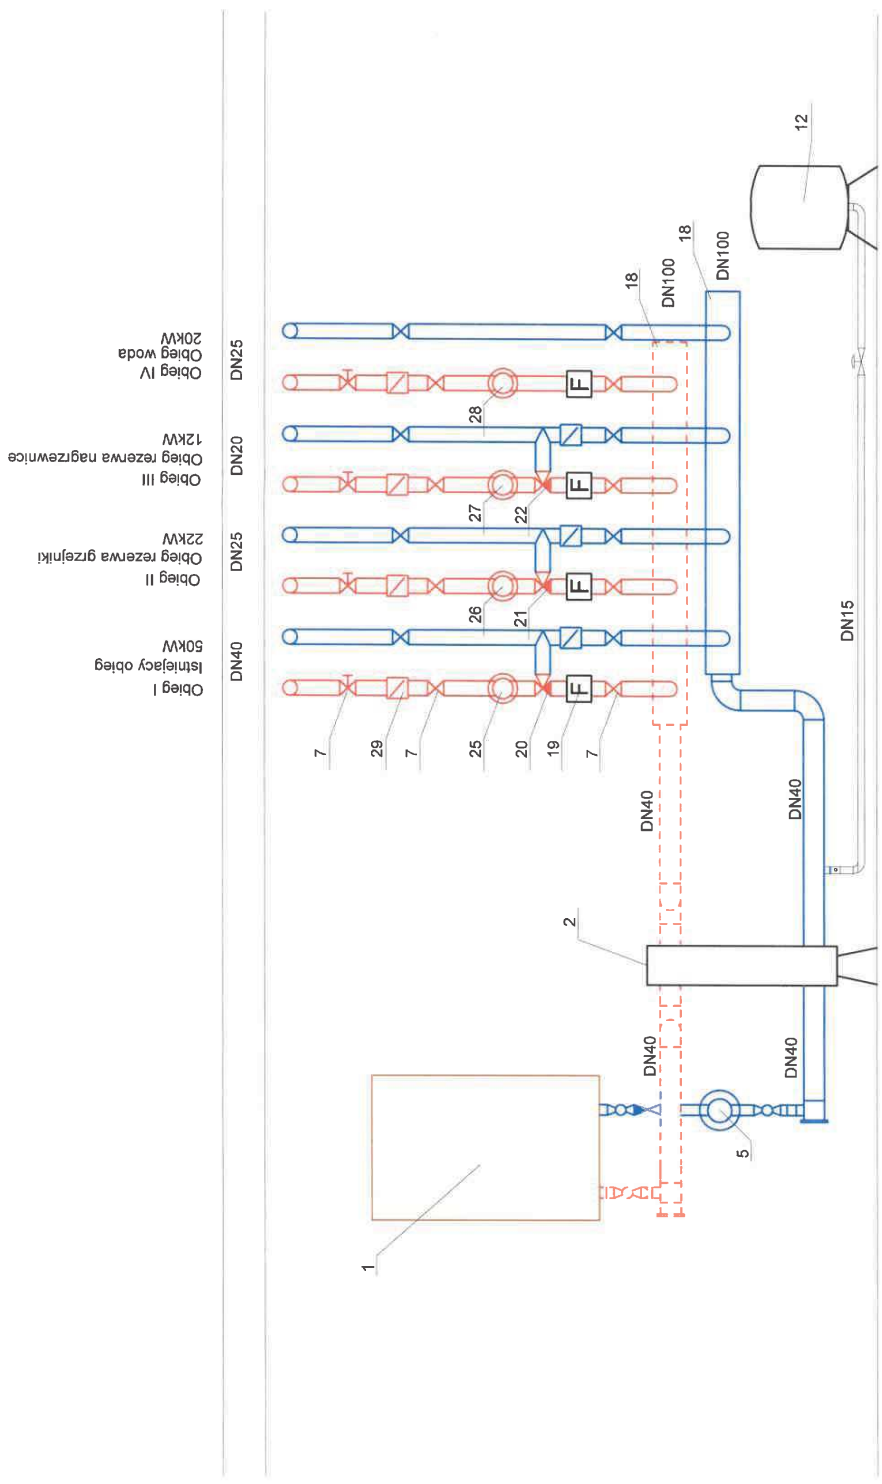 Obieg I
Istniejacy obieg
50kW
DN40
Obieg II
Obieg rezerwa grzejniki
22kW
DN25
Obieg III
Obieg rezerwa nagrzewnice
12kW
DN20
Obieg IV
Obieg woda
20kW
DN25
7
29
7
25
20
19
7
26
21
27
22
28
F
F
F
F
18
DN100
18
DN100
12
DN15
DN40
DN40
2
DN40
DN40
5
1